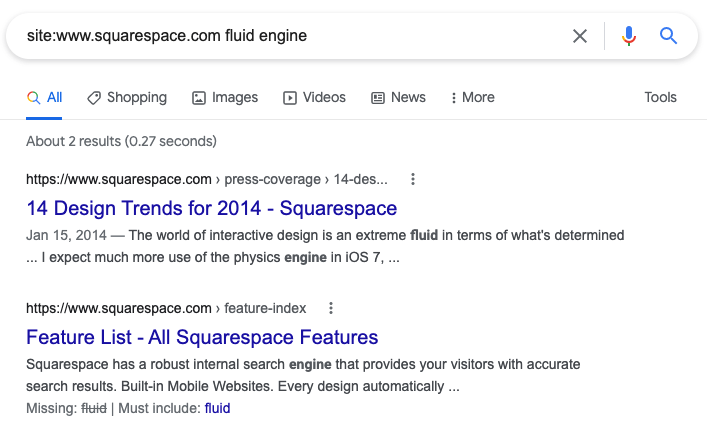 site:www.squarespace.com fluid engine
All Shopping Images Videos News More Tools
About 2 results (0.27 seconds)
https://www.squarespace.com › press-coverage › 14-des...
14 Design Trends for 2014 - Squarespace
Jan 15, 2014 — The world of interactive design is an extreme fluid in terms of what's determined
... I expect much more use of the physics engine in iOS 7, ...
https://www.squarespace.com › feature-index
Feature List - All Squarespace Features
Squarespace has a robust internal search engine that provides your visitors with accurate
search results. Built-in Mobile Websites. Every design automatically ...
Missing: fluid | Must include: fluid